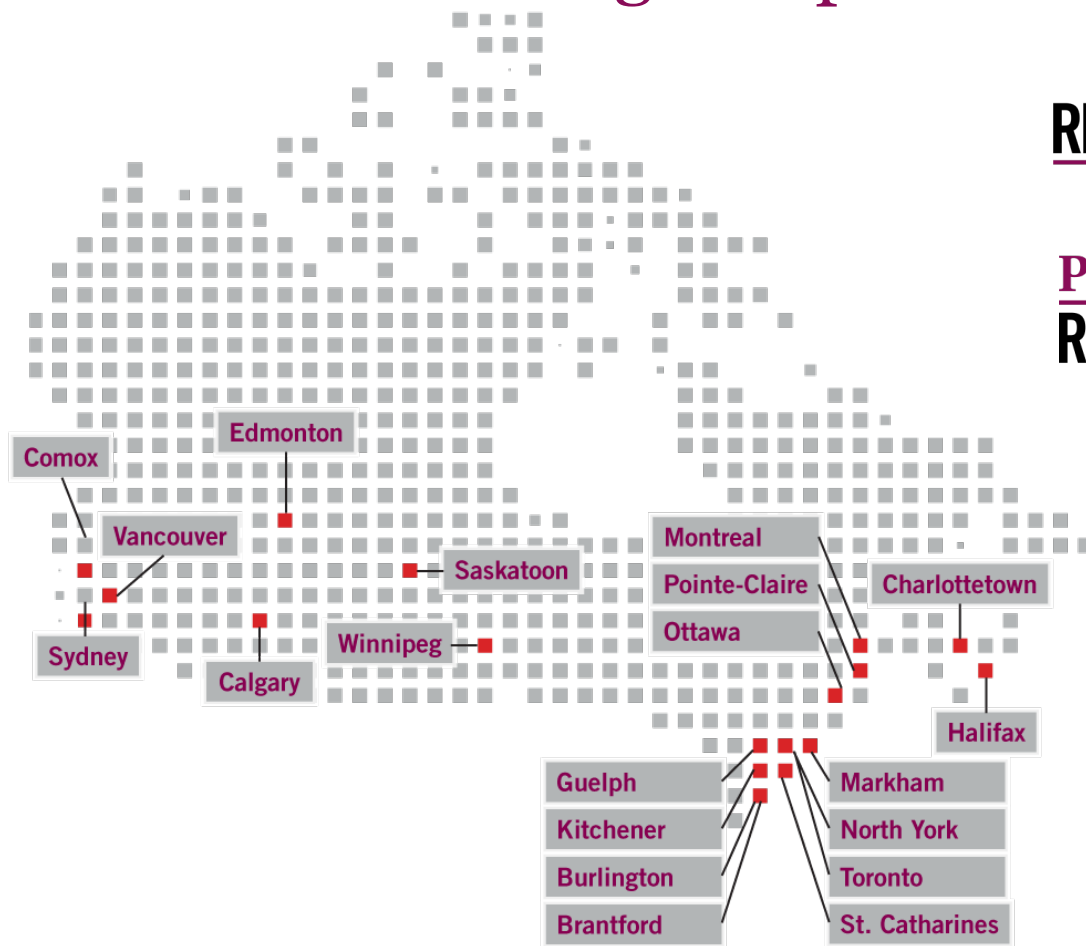 Edmonton
Comox
Vancouver
Montreal
Saskatoon
Pointe-Claire
Charlottetown
Ottawa
Winnipeg
Sydney
Calgary
Halifax
Guelph
Markham
Kitchener
North York
Burlington
Toronto
Brantford
St. Catharines